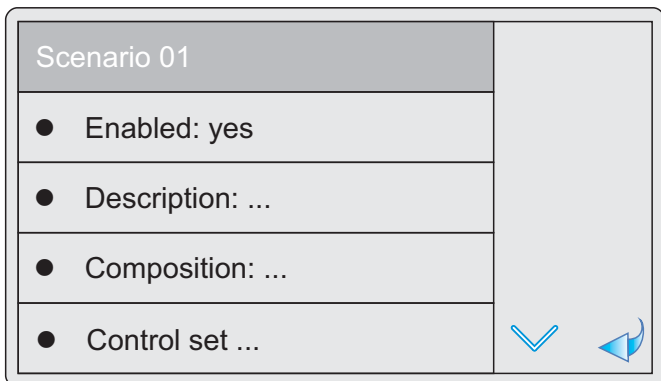 Scenario 01
● Enabled: yes
● Description: ...
● Composition: ...
● Control set ...